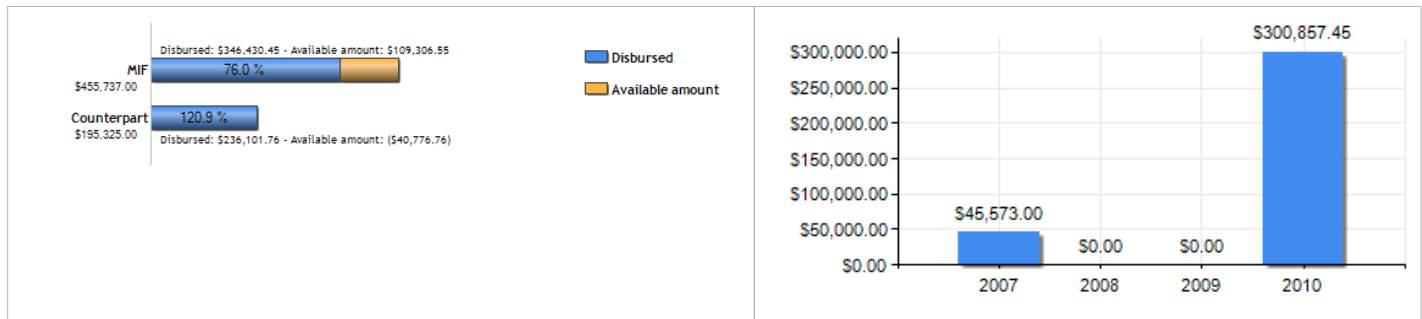 Disbursed: $346,430.45 - Available amount: $109,306.55
MIF
76.0 %
$455,737.00
Counterpart
120.9 %
$195,325.00
Disbursed: $236,101.76 - Available amount: ($40,776.76)
Disbursed
Available amount
$300,857.45
$300,000.00
$250,000.00
$200,000.00
$150,000.00
$100,000.00
$45,573.00
$50,000.00
$0.00 $0.00
$0.00
2007 2008 2009 2010